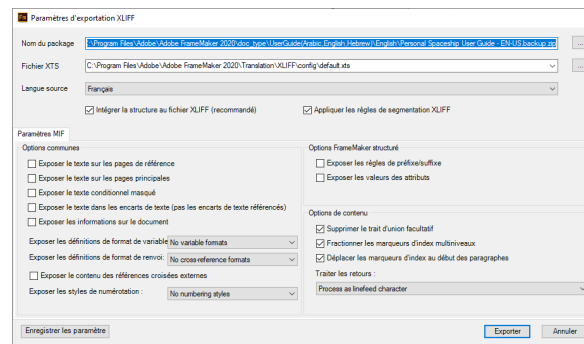 Fm Paramètres d'exportation XLIFF
Nom du package
:\Program Files\Adobe\Adobe FrameMaker 2020\doc_type\UserGuide(Arabic,English,Hebrew)\English\Personal Spaceship User Guide - EN-US.backup.zip
...
Fichier XTS
C:\Program Files\Adobe\Adobe FrameMaker 2020\Translation\XLIFF\config\default.xts
...
Langue source
Français
Intégrer la structure au fichier XLIFF (recommandé)
Appliquer les règles de segmentation XLIFF
Paramètres MIF
Options communes
Exposer le texte sur les pages de référence
Exposer le texte sur les pages principales
Exposer le texte conditionnel masqué
Exposer le texte dans les encarts de texte (pas les encarts de texte référencés)
Exposer les informations sur le document
Exposer les définitions de format de variable
No variable formats
Exposer les définitions de format de renvoi:
No cross-reference formats
Exposer le contenu des références croisées externes
Exposer les styles de numérotation :
No numbering styles
Options FrameMaker structuré
Exposer les règles de préfixe/suffixe
Exposer les valeurs des attributs
Options de contenu
Supprimer le trait d'union facultatif
Fractionner les marqueurs d'index multiniveaux
Déplacer les marqueurs d'index au début des paragraphes
Traiter les retours :
Process as linefeed character
Enregistrer les paramètre
Exporter
Annuler